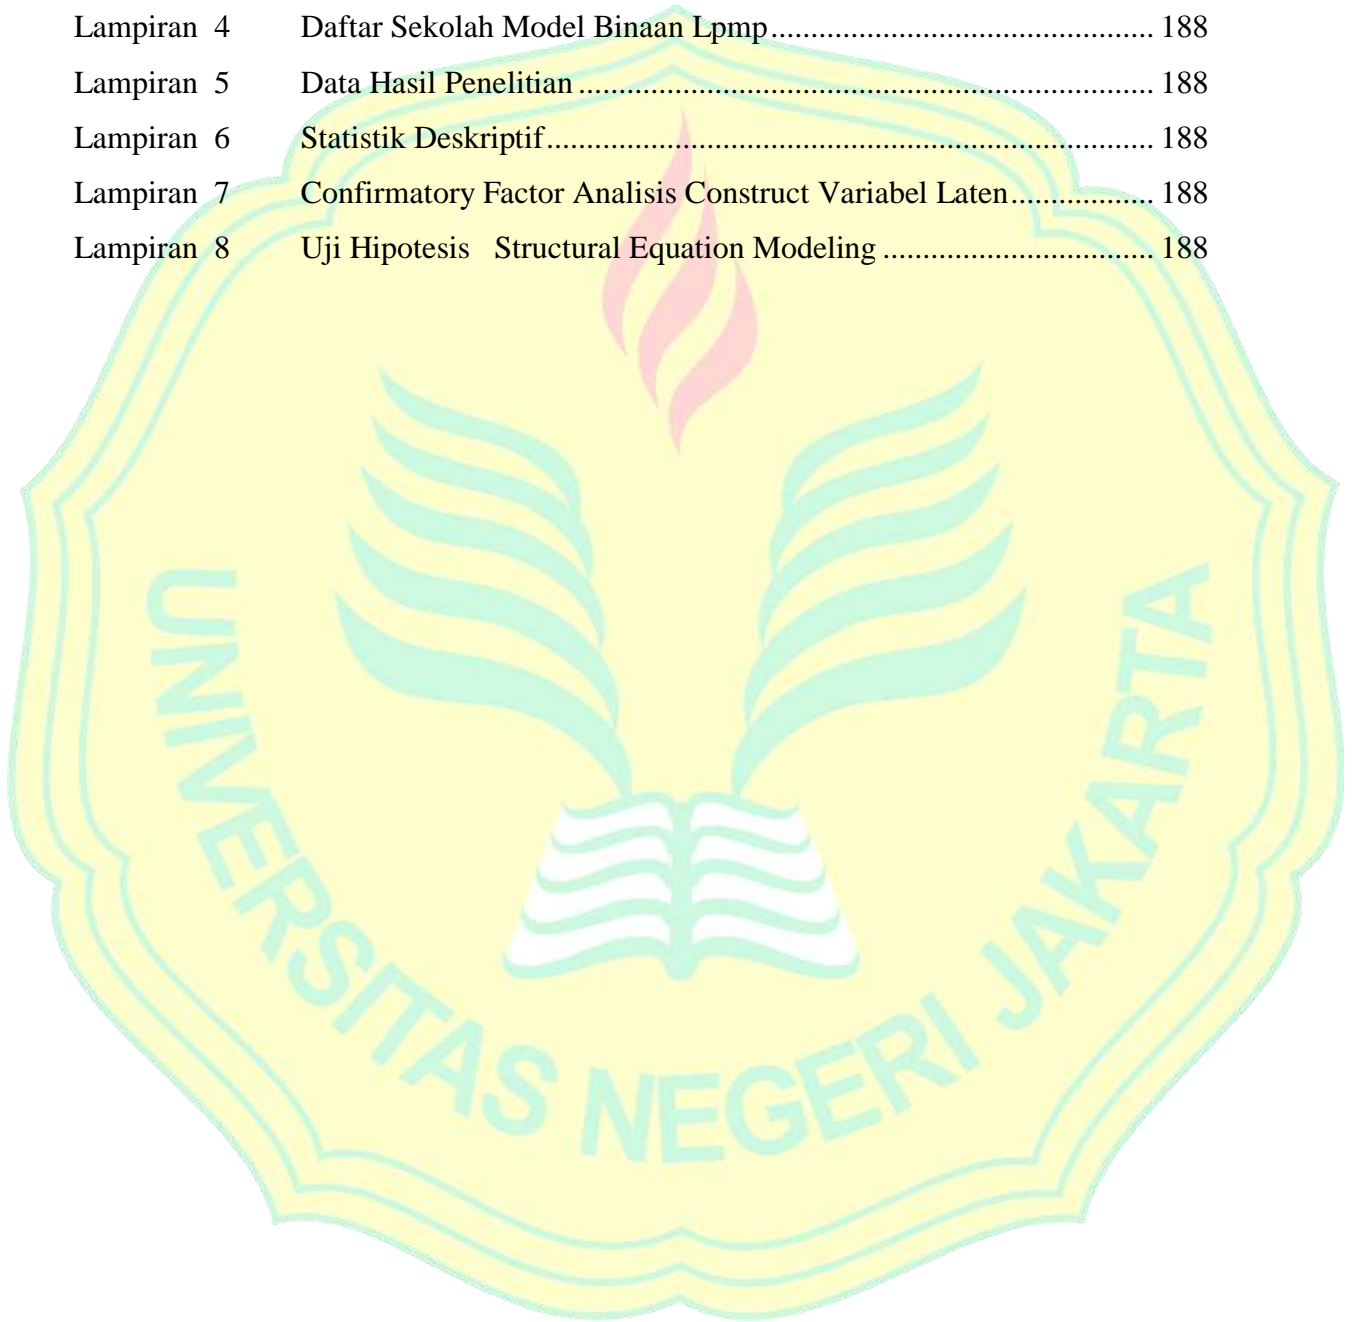 Lampiran 4 Daftar Sekolah Model Binaan Lpmp ................................................ 188
Lampiran 5 Data Hasil Penelitian ........................................................................ 188
Lampiran 6 Statistik Deskriptif ............................................................................ 188
Lampiran 7 Confirmatory Factor Analisis Construct Variabel Laten .................. 188
Lampiran 8 Uji Hipotesis Structural Equation Modeling .................................. 188
UNIVERSITAS NEGERI JAKARTA